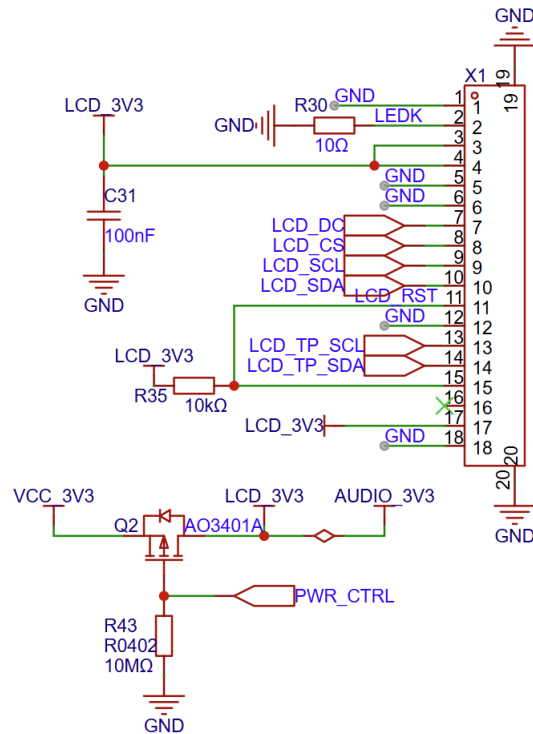 GND
X1
19
19
LCD_3V3
R30
GND
1
1
GND
LEDK
2
2
10Ω
3
3
4
4
C31
GND
5
5
100nF
GND
6
6
LCD_DC
7
7
LCD_CS
8
8
LCD_SCL
9
9
GND
LCD_SDA
10
10
LCD_RST
11
11
GND
12
12
LCD_TP_SCL
13
13
LCD_3V3
LCD_TP_SDA
14
14
R35
15
15
10kΩ
16
16
LCD_3V3
17
17
GND
18
18
20
20
VCC_3V3
LCD_3V3
AUDIO_3V3
GND
Q2
AO3401A
PWR_CTRL
R43
R0402
10MΩ
GND